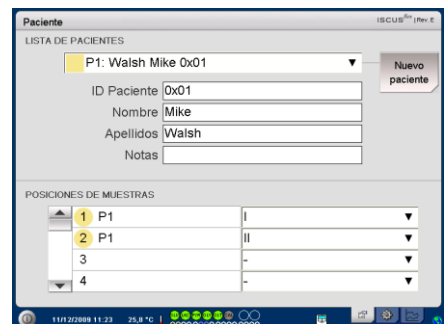 Paciente
ISCUSflex | Rev. E
LISTA DE PACIENTES
P1: Walsh Mike 0x01
Nuevo
paciente
ID Paciente 0x01
Nombre Mike
Apellidos Walsh
Notas
POSICIONES DE MUESTRAS
1 P1 I
2 P1 II
3 -
4 -
11/12/2009 11:23 25,8 °C